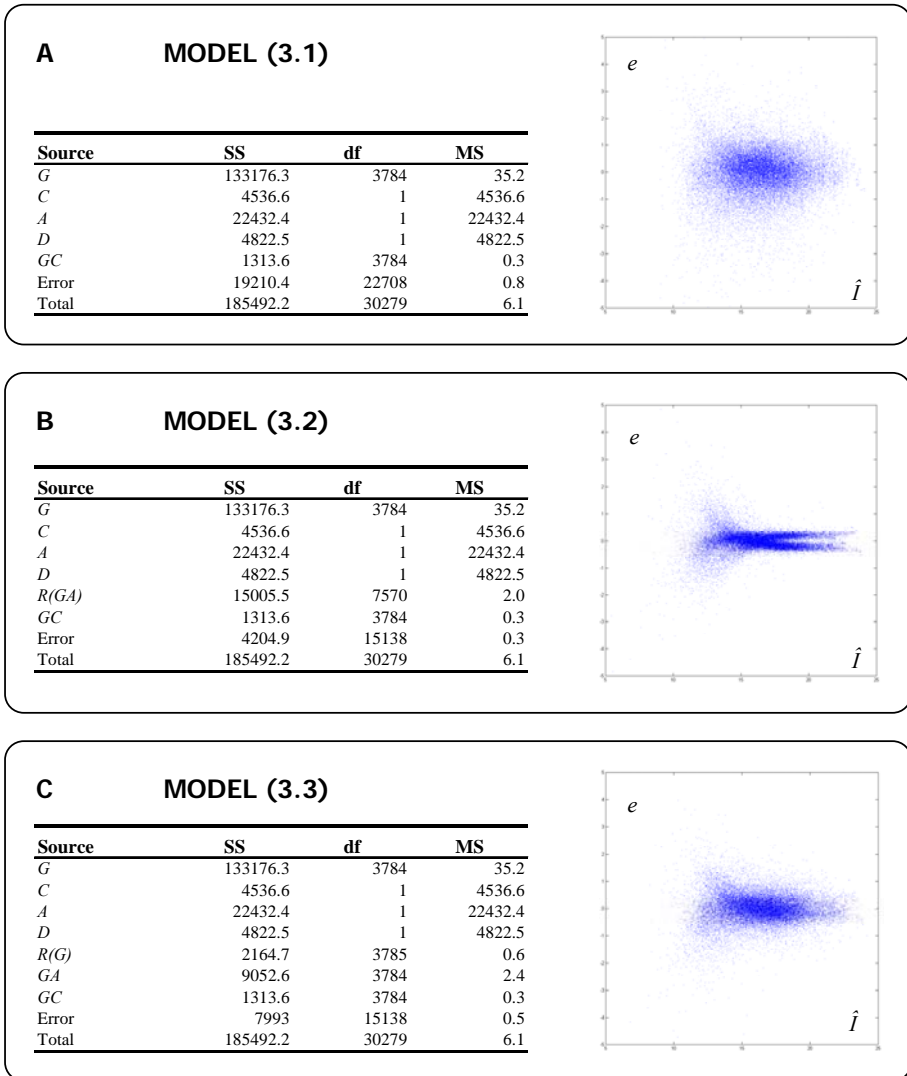 A MODEL (3.1)
Source SS df MS
G 133176.3 3784 35.2
C 4536.6 1 4536.6
A 22432.4 1 22432.4
D 4822.5 1 4822.5
GC 1313.6 3784 0.3
Error 19210.4 22708 0.8
Total 185492.2 30279 6.1
e
Î
B MODEL (3.2)
Source SS df MS
G 133176.3 3784 35.2
C 4536.6 1 4536.6
A 22432.4 1 22432.4
D 4822.5 1 4822.5
R(GA) 15005.5 7570 2.0
GC 1313.6 3784 0.3
Error 4204.9 15138 0.3
Total 185492.2 30279 6.1
e
Î
C MODEL (3.3)
Source SS df MS
G 133176.3 3784 35.2
C 4536.6 1 4536.6
A 22432.4 1 22432.4
D 4822.5 1 4822.5
R(G) 2164.7 3785 0.6
GA 9052.6 3784 2.4
GC 1313.6 3784 0.3
Error 7993 15138 0.5
Total 185492.2 30279 6.1
e
Î